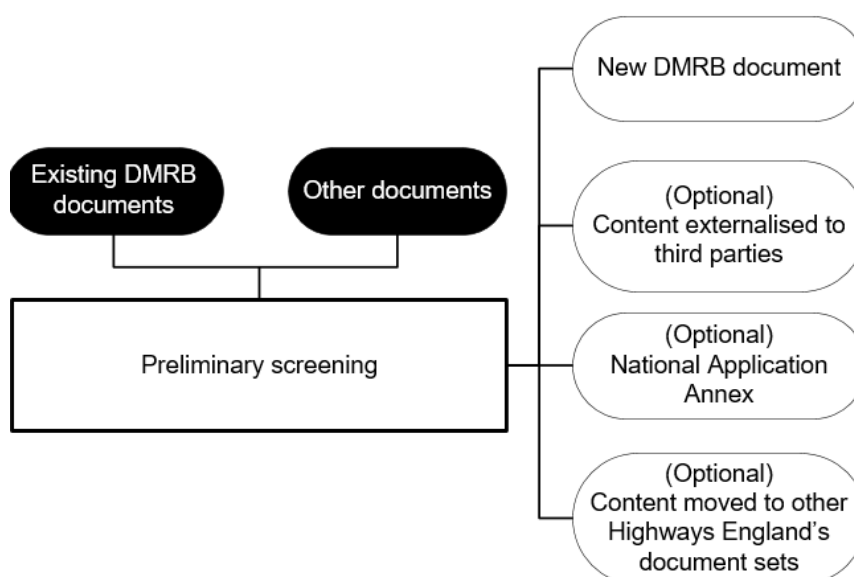 Existing DMRB
documents
Other documents
Preliminary screening
New DMRB document
(Optional)
Content externalised to
third parties
(Optional)
National Application
Annex
(Optional)
Content moved to other
Highways England’s
document sets